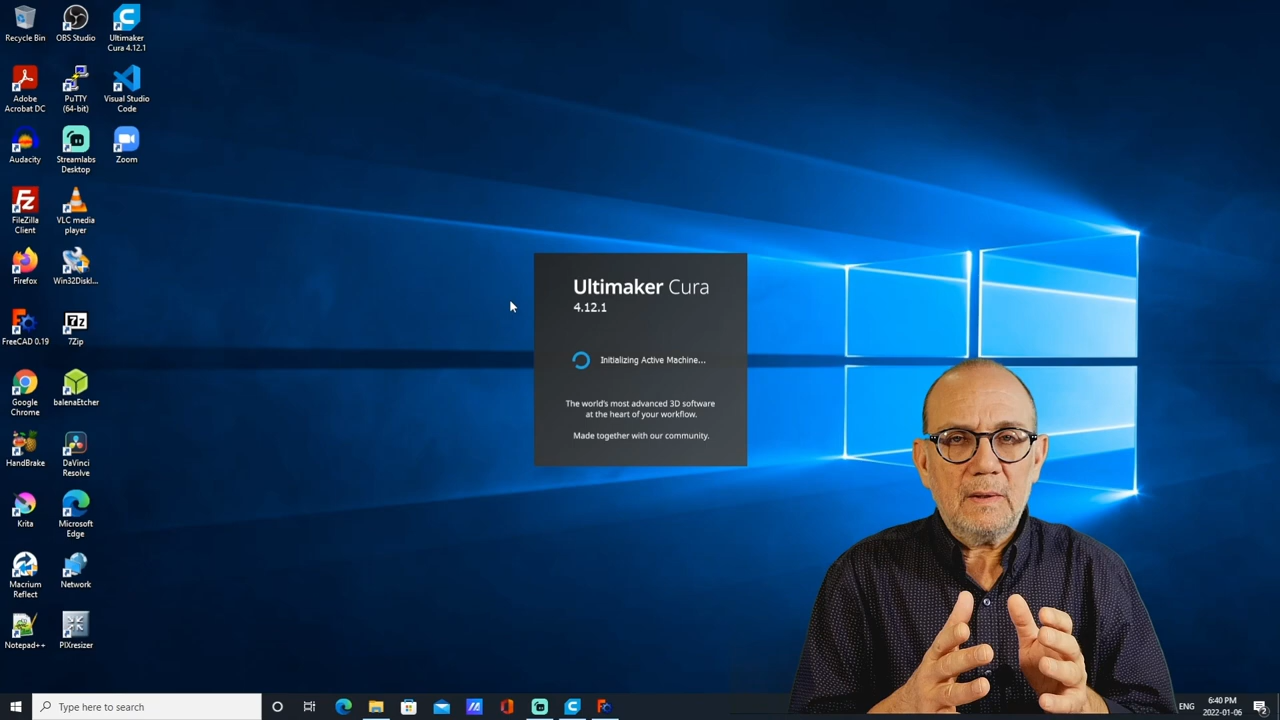 Recycle Bin
OBS Studio
Ultimaker
Cura 4.12.1
Adobe
Acrobat DC
PuTTY
(64-bit)
Visual Studio
Code
Audacity
Streamlabs
Desktop
Zoom
FileZilla
Client
VLC media
player
Firefox
Win32DiskI...
FreeCAD 0.19
7z
7Zip
Google
Chrome
balenaEtcher
HandBrake
DaVinci
Resolve
Krita
Microsoft
Edge
Macrium
Reflect
Network
Notepad++
PIXresizer
Ultimaker Cura
4.12.1
Initializing Active Machine...
The world's most advanced 3D software
at the heart of your workflow.
Made together with our community.
Type here to search
ENG
6:40 PM
2022-01-06
2